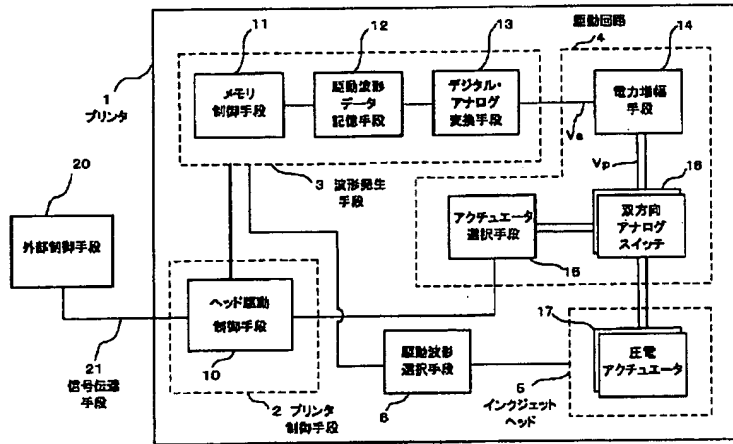 駆動回路
4
14
11
12
13
1
プリンタ
メモリ
制御手段
駆動波形
データ
記憶手段
デジタル・
アナログ
変換手段
電力増幅
手段
Va
Vp
3 波形発生
手段
16
20
外部制御手段
アクチュエータ
選択手段
双方向
アナログ
スイッチ
15
ヘッド駆動
制御手段
17
21
信号伝達
手段
10
駆動波形
選択手段
圧電
アクチュエータ
6
5
インクジェット
ヘッド
2 プリンタ
制御手段